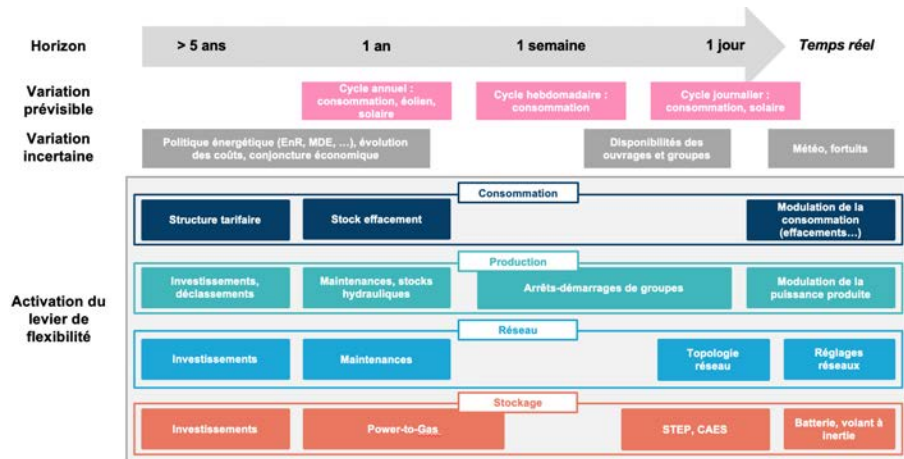 Horizon
> 5 ans
1 an
1 semaine
1 jour
Temps réel
Variation
prévisible
Cycle annuel :
consommation, éolien,
solaire
Cycle hebdomadaire :
consommation
Cycle journalier :
consommation, solaire
Variation
incertaine
Politique énergétique (EnR, MDE, …), évolution
des coûts, conjoncture économique
Disponibilités des
ouvrages et groupes
Météo, fortuits
Activation du
levier de
flexibilité
Consommation
Structure tarifaire
Stock effacement
Modulation de la
consommation
(effacements…)
Production
Investissements,
déclassements
Maintenances, stocks
hydrauliques
Arrêts-démarrages de groupes
Modulation de la
puissance produite
Réseau
Investissements
Maintenances
Topologie
réseau
Réglages
réseaux
Stockage
Investissements
Power-to-Gas
STEP, CAES
Batterie, volant à
inertie